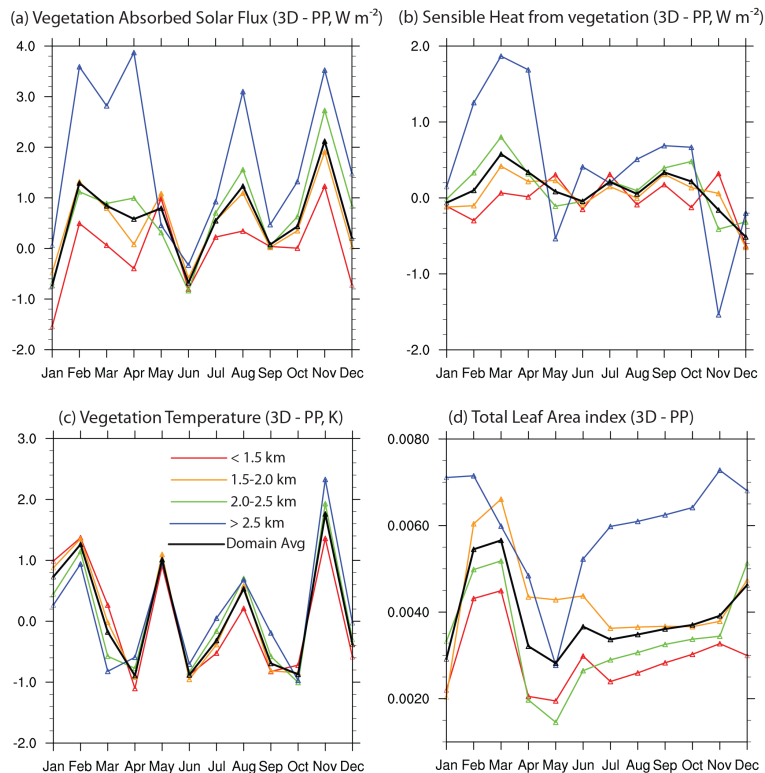 (a) Vegetation Absorbed Solar Flux (3D - PP, W m⁻²)
4.0
3.0
2.0
1.0
0.0
-1.0
-2.0
Jan Feb Mar Apr May Jun Jul Aug Sep Oct Nov Dec
(b) Sensible Heat from vegetation (3D - PP, W m⁻²)
2.0
1.0
0.0
-1.0
-2.0
Jan Feb Mar Apr May Jun Jul Aug Sep Oct Nov Dec
(c) Vegetation Temperature (3D - PP, K)
3.0
2.0
1.0
0.0
-1.0
-2.0
< 1.5 km
1.5-2.0 km
2.0-2.5 km
> 2.5 km
Domain Avg
Jan Feb Mar Apr May Jun Jul Aug Sep Oct Nov Dec
(d) Total Leaf Area index (3D - PP)
0.0080
0.0060
0.0040
0.0020
Jan Feb Mar Apr May Jun Jul Aug Sep Oct Nov Dec